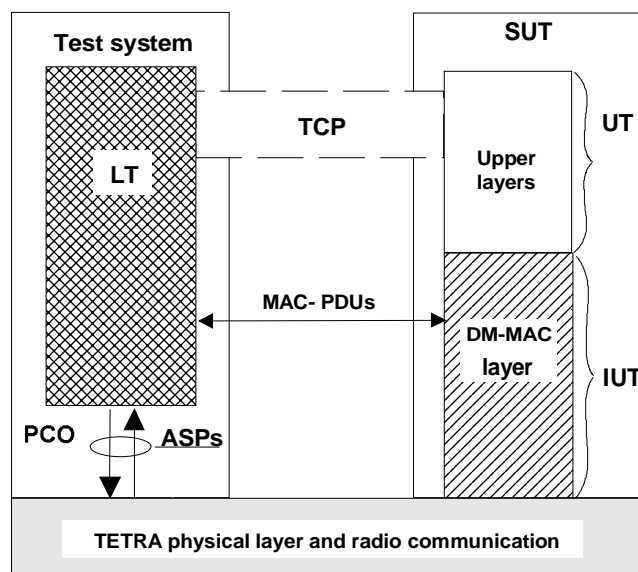 Test system
SUT
TCP
UT
LT
Upper
layers
MAC- PDUs
DM-MAC
layer
IUT
PCO
ASPs
TETRA physical layer and radio communication